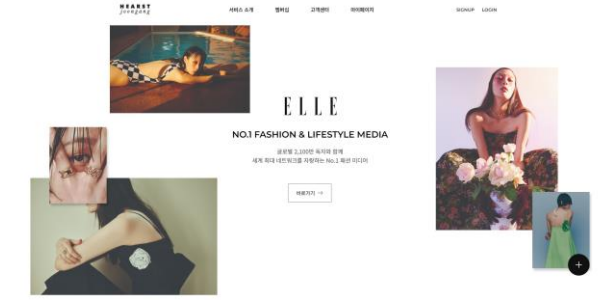 HEARST
joongang
서비스 소개 멤버십 고객센터 마이페이지
SIGNUP LOGIN
ELLE
NO.1 FASHION & LIFESTYLE MEDIA
글로벌 2,100만 독자와 함께
세계 최대 네트워크를 자랑하는 No.1 패션 미디어
바로가기 →
+